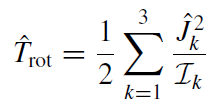 $\hat{T}_{\text{rot}} = \frac{1}{2} \sum_{k=1}^{3} \frac{\hat{J}_k^2}{\mathcal{I}_k}$